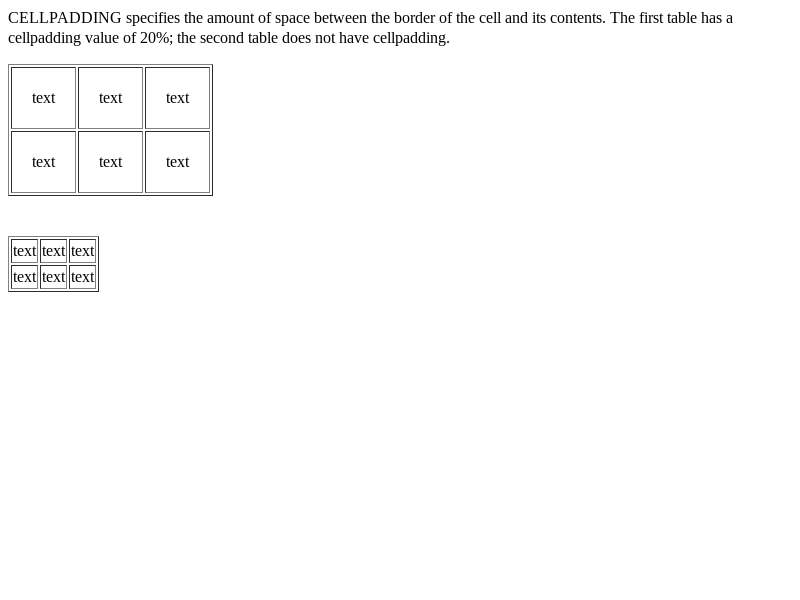 CELLPADDING specifies the amount of space between the border of the cell and its contents. The first table has a
cellpadding value of 20%; the second table does not have cellpadding.
text text text
text text text
text text text
text text text